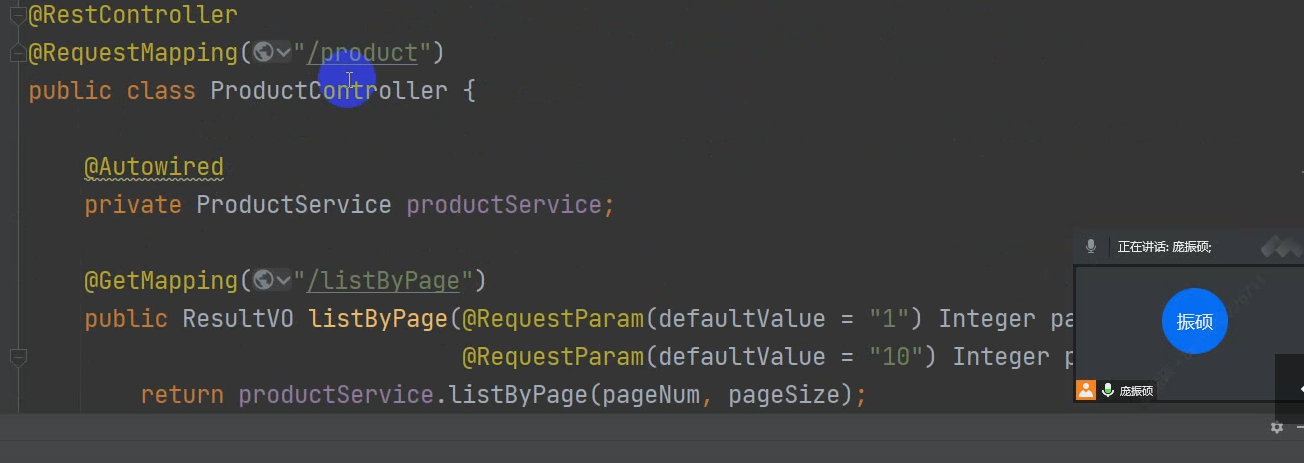 @RestController
@RequestMapping("/product")
public class ProductController {
@Autowired
private ProductService productService;
@GetMapping("/listByPage")
public ResultVO listByPage(@RequestParam(defaultValue = "1") Integer pa
@RequestParam(defaultValue = "10") Integer p
return productService.listByPage(pageNum, pageSize);
正在讲话: 庞振硕;
振硕
庞振硕